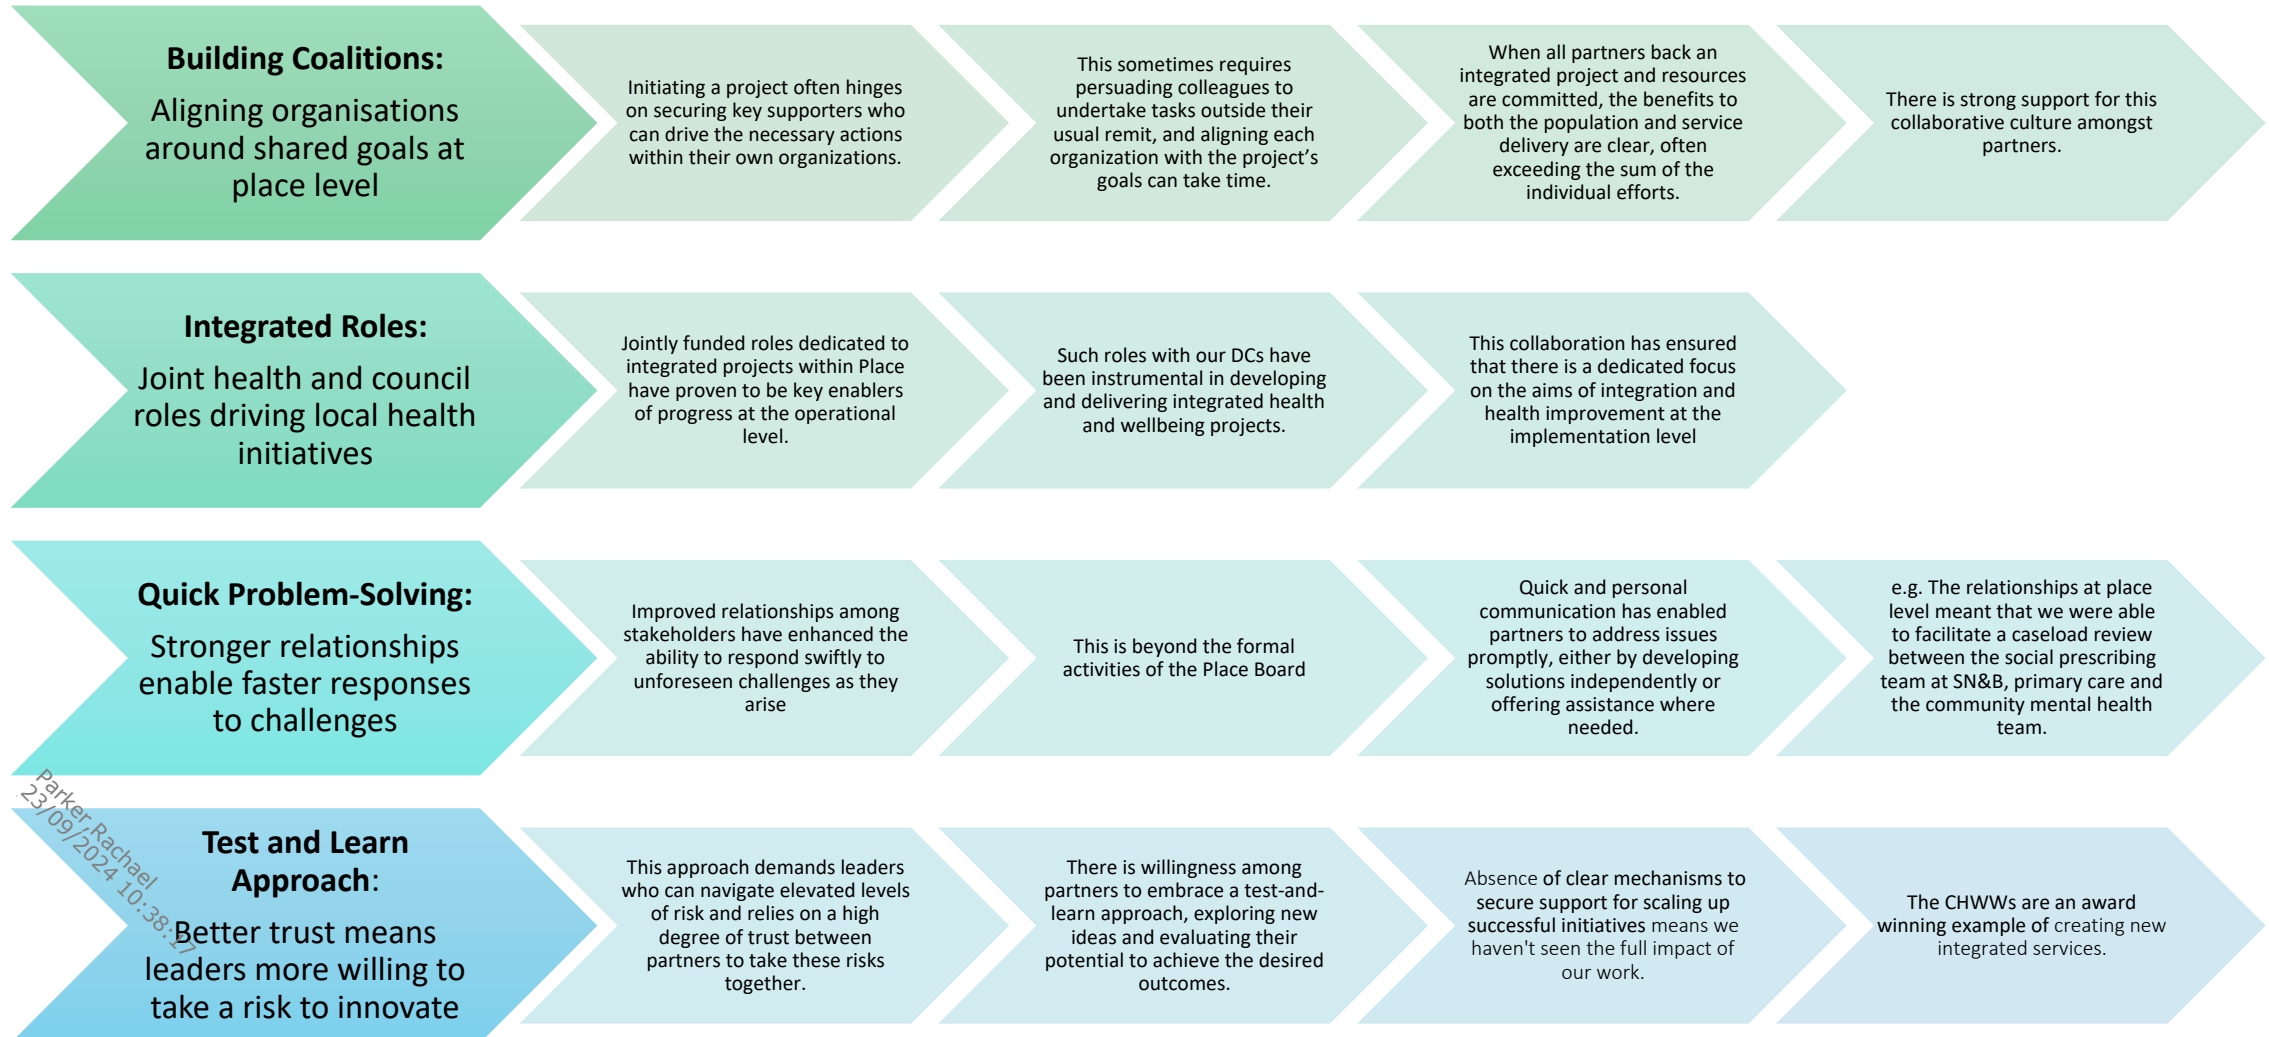 Building Coalitions:
Aligning organisations
around shared goals at
place level
Initiating a project often hinges
on securing key supporters who
can drive the necessary actions
within their own organizations.
This sometimes requires
persuading colleagues to
undertake tasks outside their
usual remit, and aligning each
organization with the project’s
goals can take time.
When all partners back an
integrated project and resources
are committed, the benefits to
both the population and service
delivery are clear, often
exceeding the sum of the
individual efforts.
There is strong support for this
collaborative culture amongst
partners.
Integrated Roles:
Joint health and council
roles driving local health
initiatives
Jointly funded roles dedicated to
integrated projects within Place
have proven to be key enablers
of progress at the operational
level.
Such roles with our DCs have
been instrumental in developing
and delivering integrated health
and wellbeing projects.
This collaboration has ensured
that there is a dedicated focus
on the aims of integration and
health improvement at the
implementation level
Quick Problem-Solving:
Stronger relationships
enable faster responses
to challenges
Improved relationships among
stakeholders have enhanced the
ability to respond swiftly to
unforeseen challenges as they
arise
This is beyond the formal
activities of the Place Board
Quick and personal
communication has enabled
partners to address issues
promptly, either by developing
solutions independently or
offering assistance where
needed.
e.g. The relationships at place
level meant that we were able
to facilitate a caseload review
between the social prescribing
team at SN&B, primary care and
the community mental health
team.
Parker,Rachael
23/09/2024 10:38:17
Test and Learn
Approach:
Better trust means
leaders more willing to
take a risk to innovate
This approach demands leaders
who can navigate elevated levels
of risk and relies on a high
degree of trust between
partners to take these risks
together.
There is willingness among
partners to embrace a test-and-
learn approach, exploring new
ideas and evaluating their
potential to achieve the desired
outcomes.
Absence of clear mechanisms to
secure support for scaling up
successful initiatives means we
haven't seen the full impact of
our work.
The CHWWs are an award
winning example of creating new
integrated services.